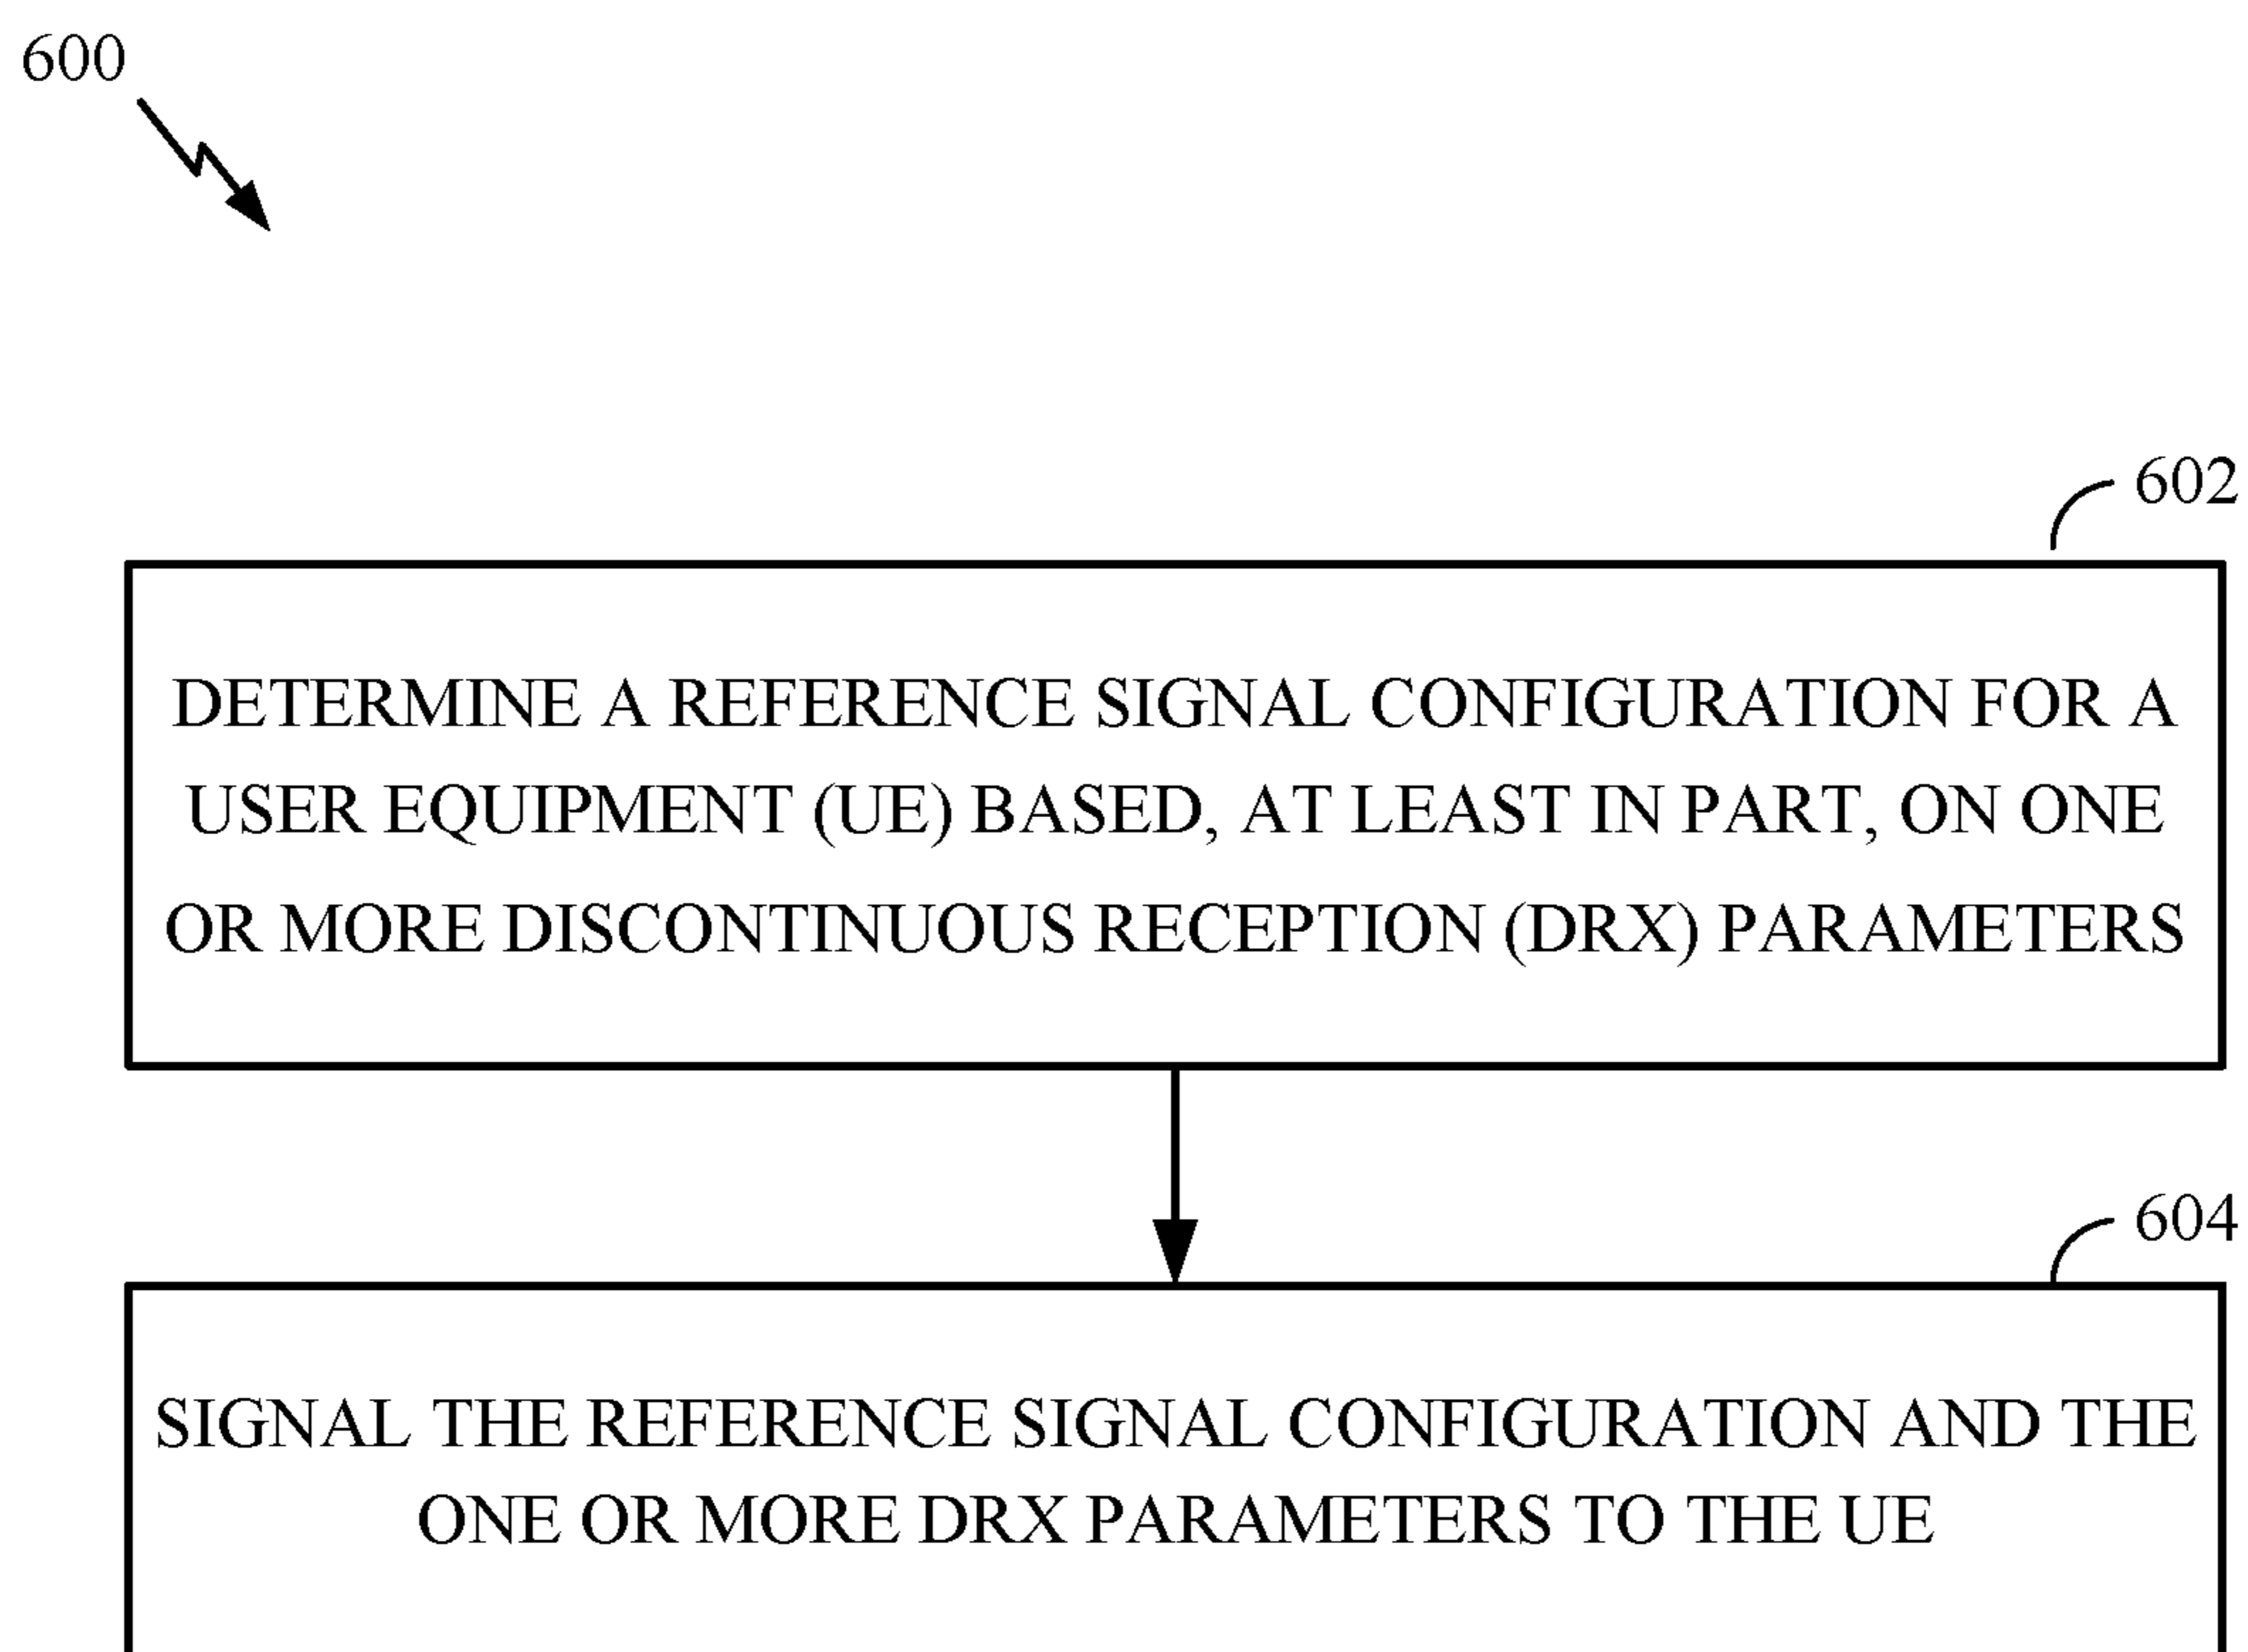 600
602
DETERMINE A REFERENCE SIGNAL CONFIGURATION FOR A
USER EQUIPMENT (UE) BASED, AT LEAST IN PART, ON ONE
OR MORE DISCONTINUOUS RECEPTION (DRX) PARAMETERS
604
SIGNAL THE REFERENCE SIGNAL CONFIGURATION AND THE
ONE OR MORE DRX PARAMETERS TO THE UE